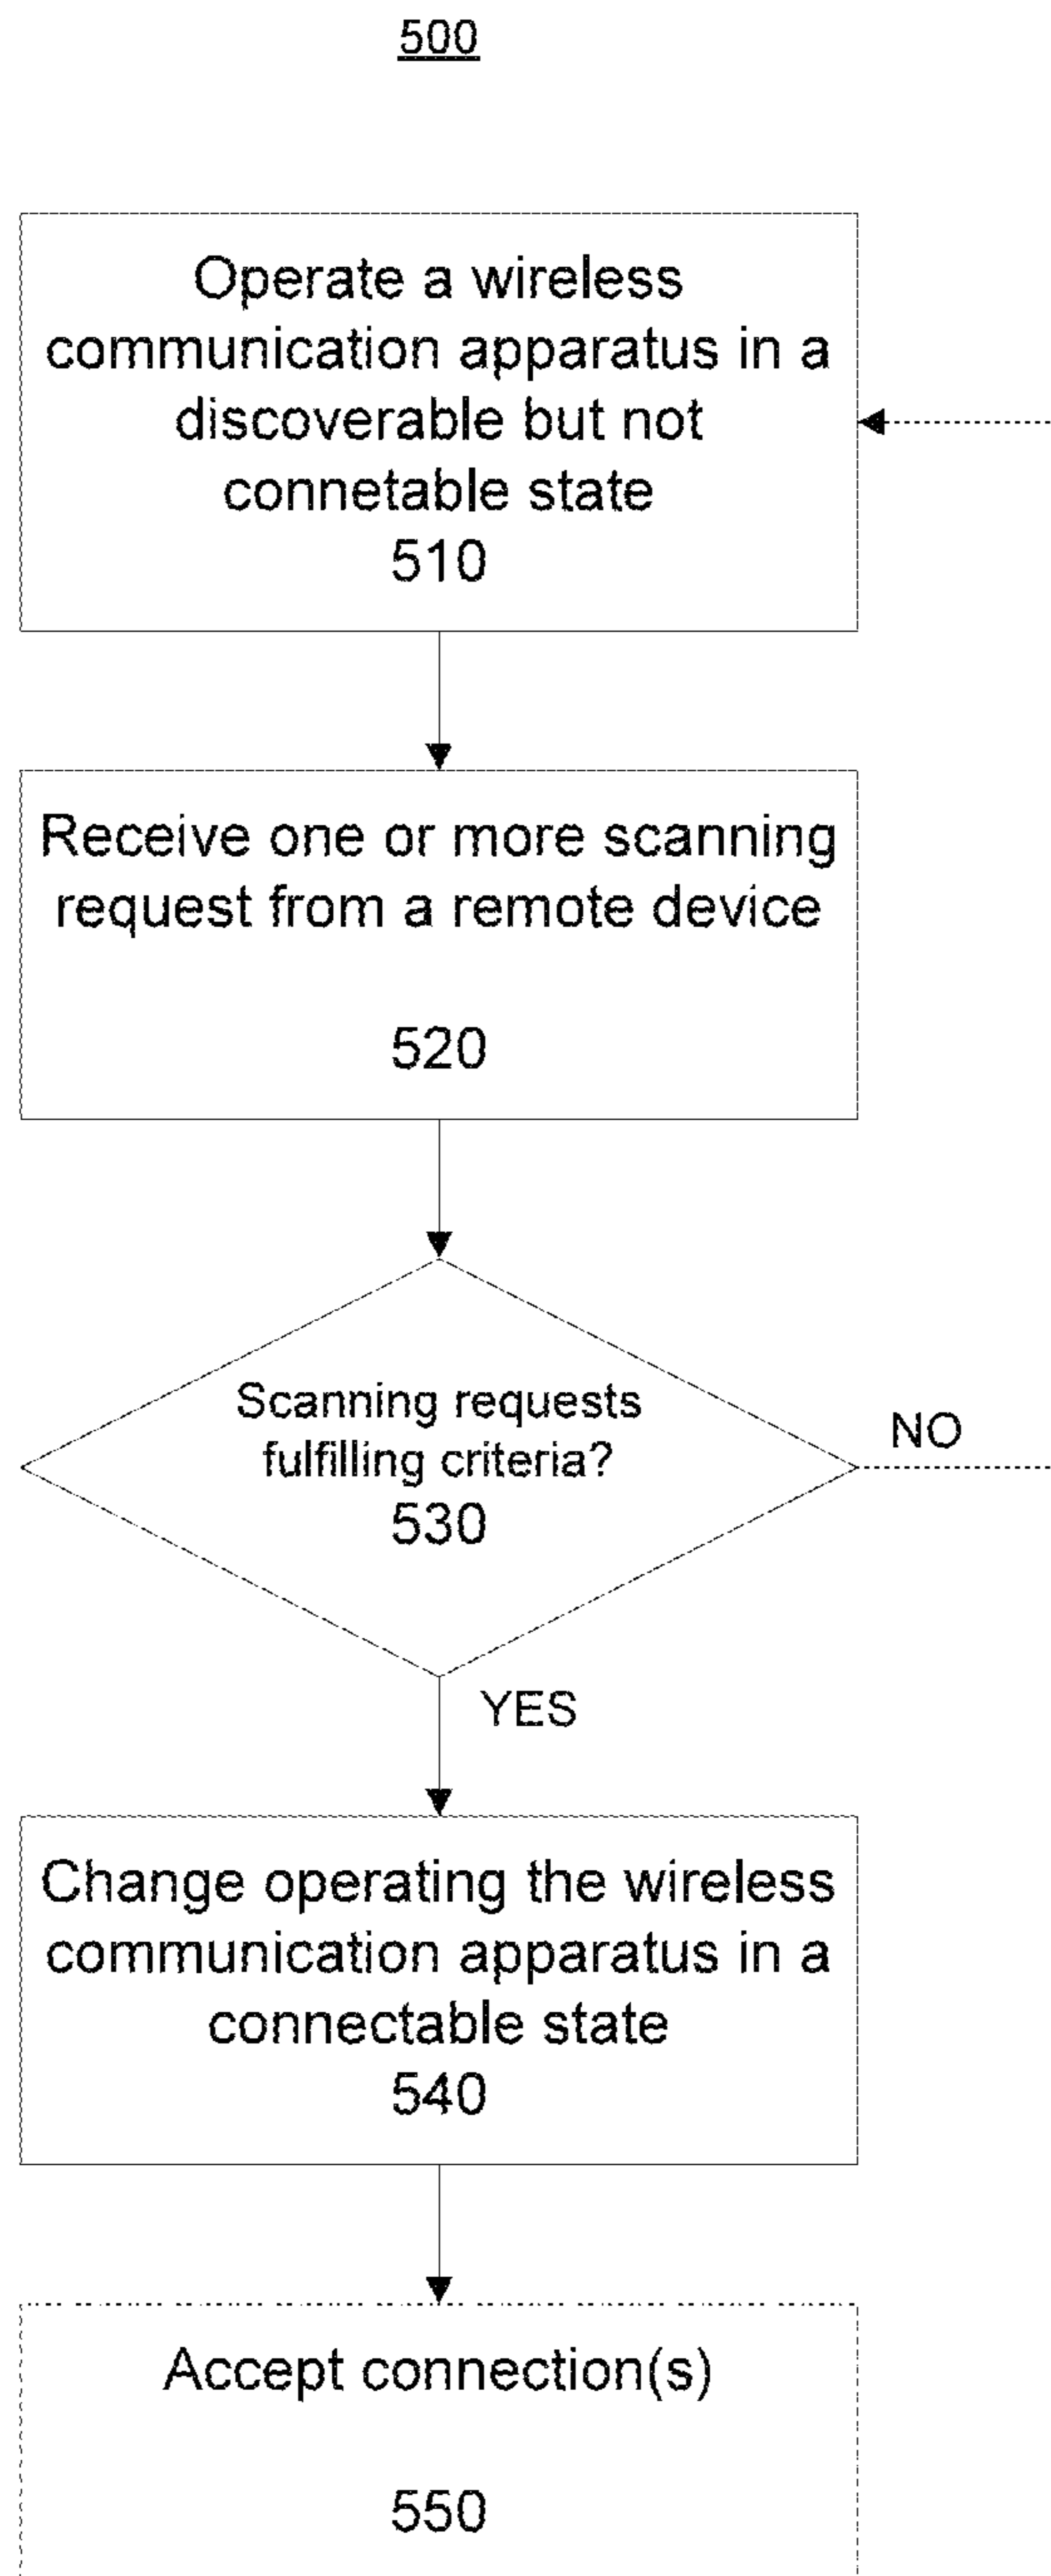 500
Operate a wireless
communication apparatus in a
discoverable but not
connetable state
510
Receive one or more scanning
request from a remote device
520
Scanning requests
fulfilling criteria?
530
NO
YES
Change operating the wireless
communication apparatus in a
connectable state
540
Accept connection(s)
550